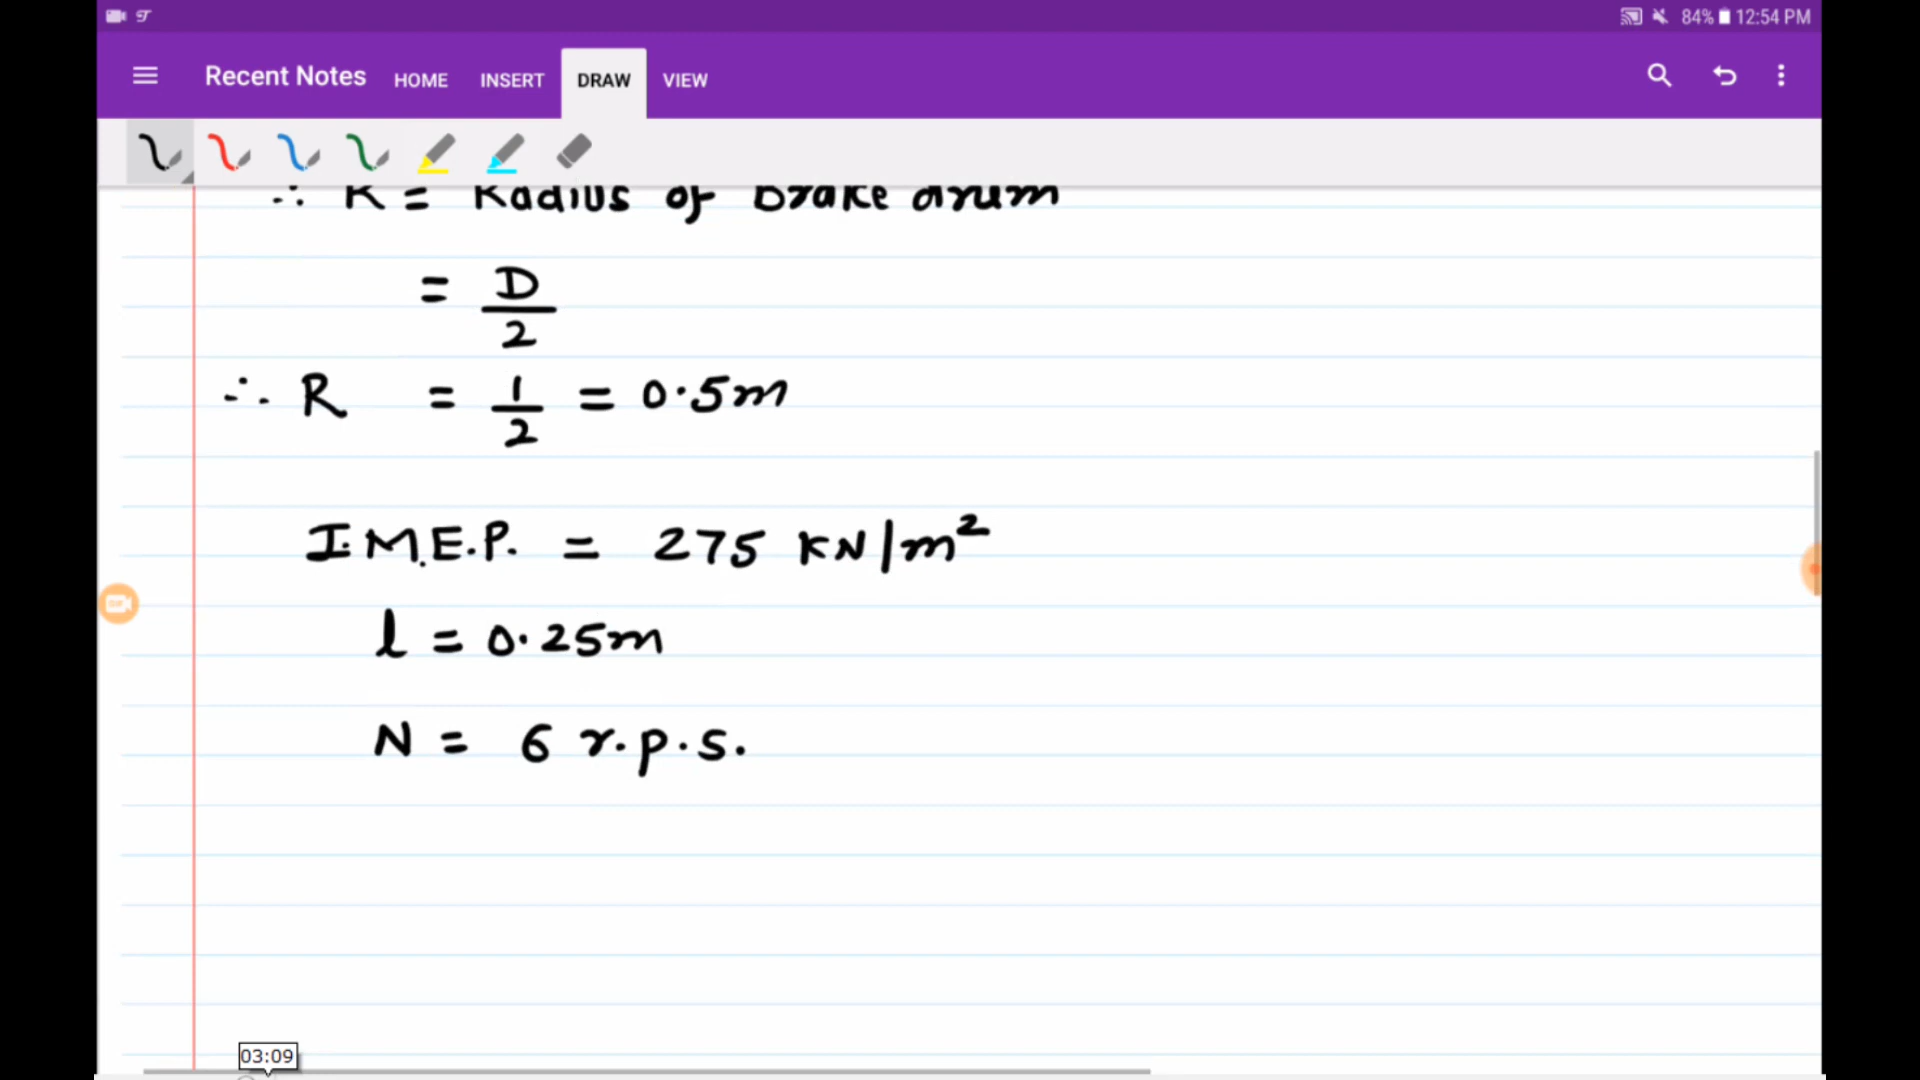 84% 12:54 PM
Recent Notes HOME INSERT DRAW VIEW
∴ R = Radius of brake drum
= D/2
∴ R = 1/2 = 0.5m
I.M.E.P. = 275 KN/m²
l = 0.25m
N = 6 r.p.s.
03:09